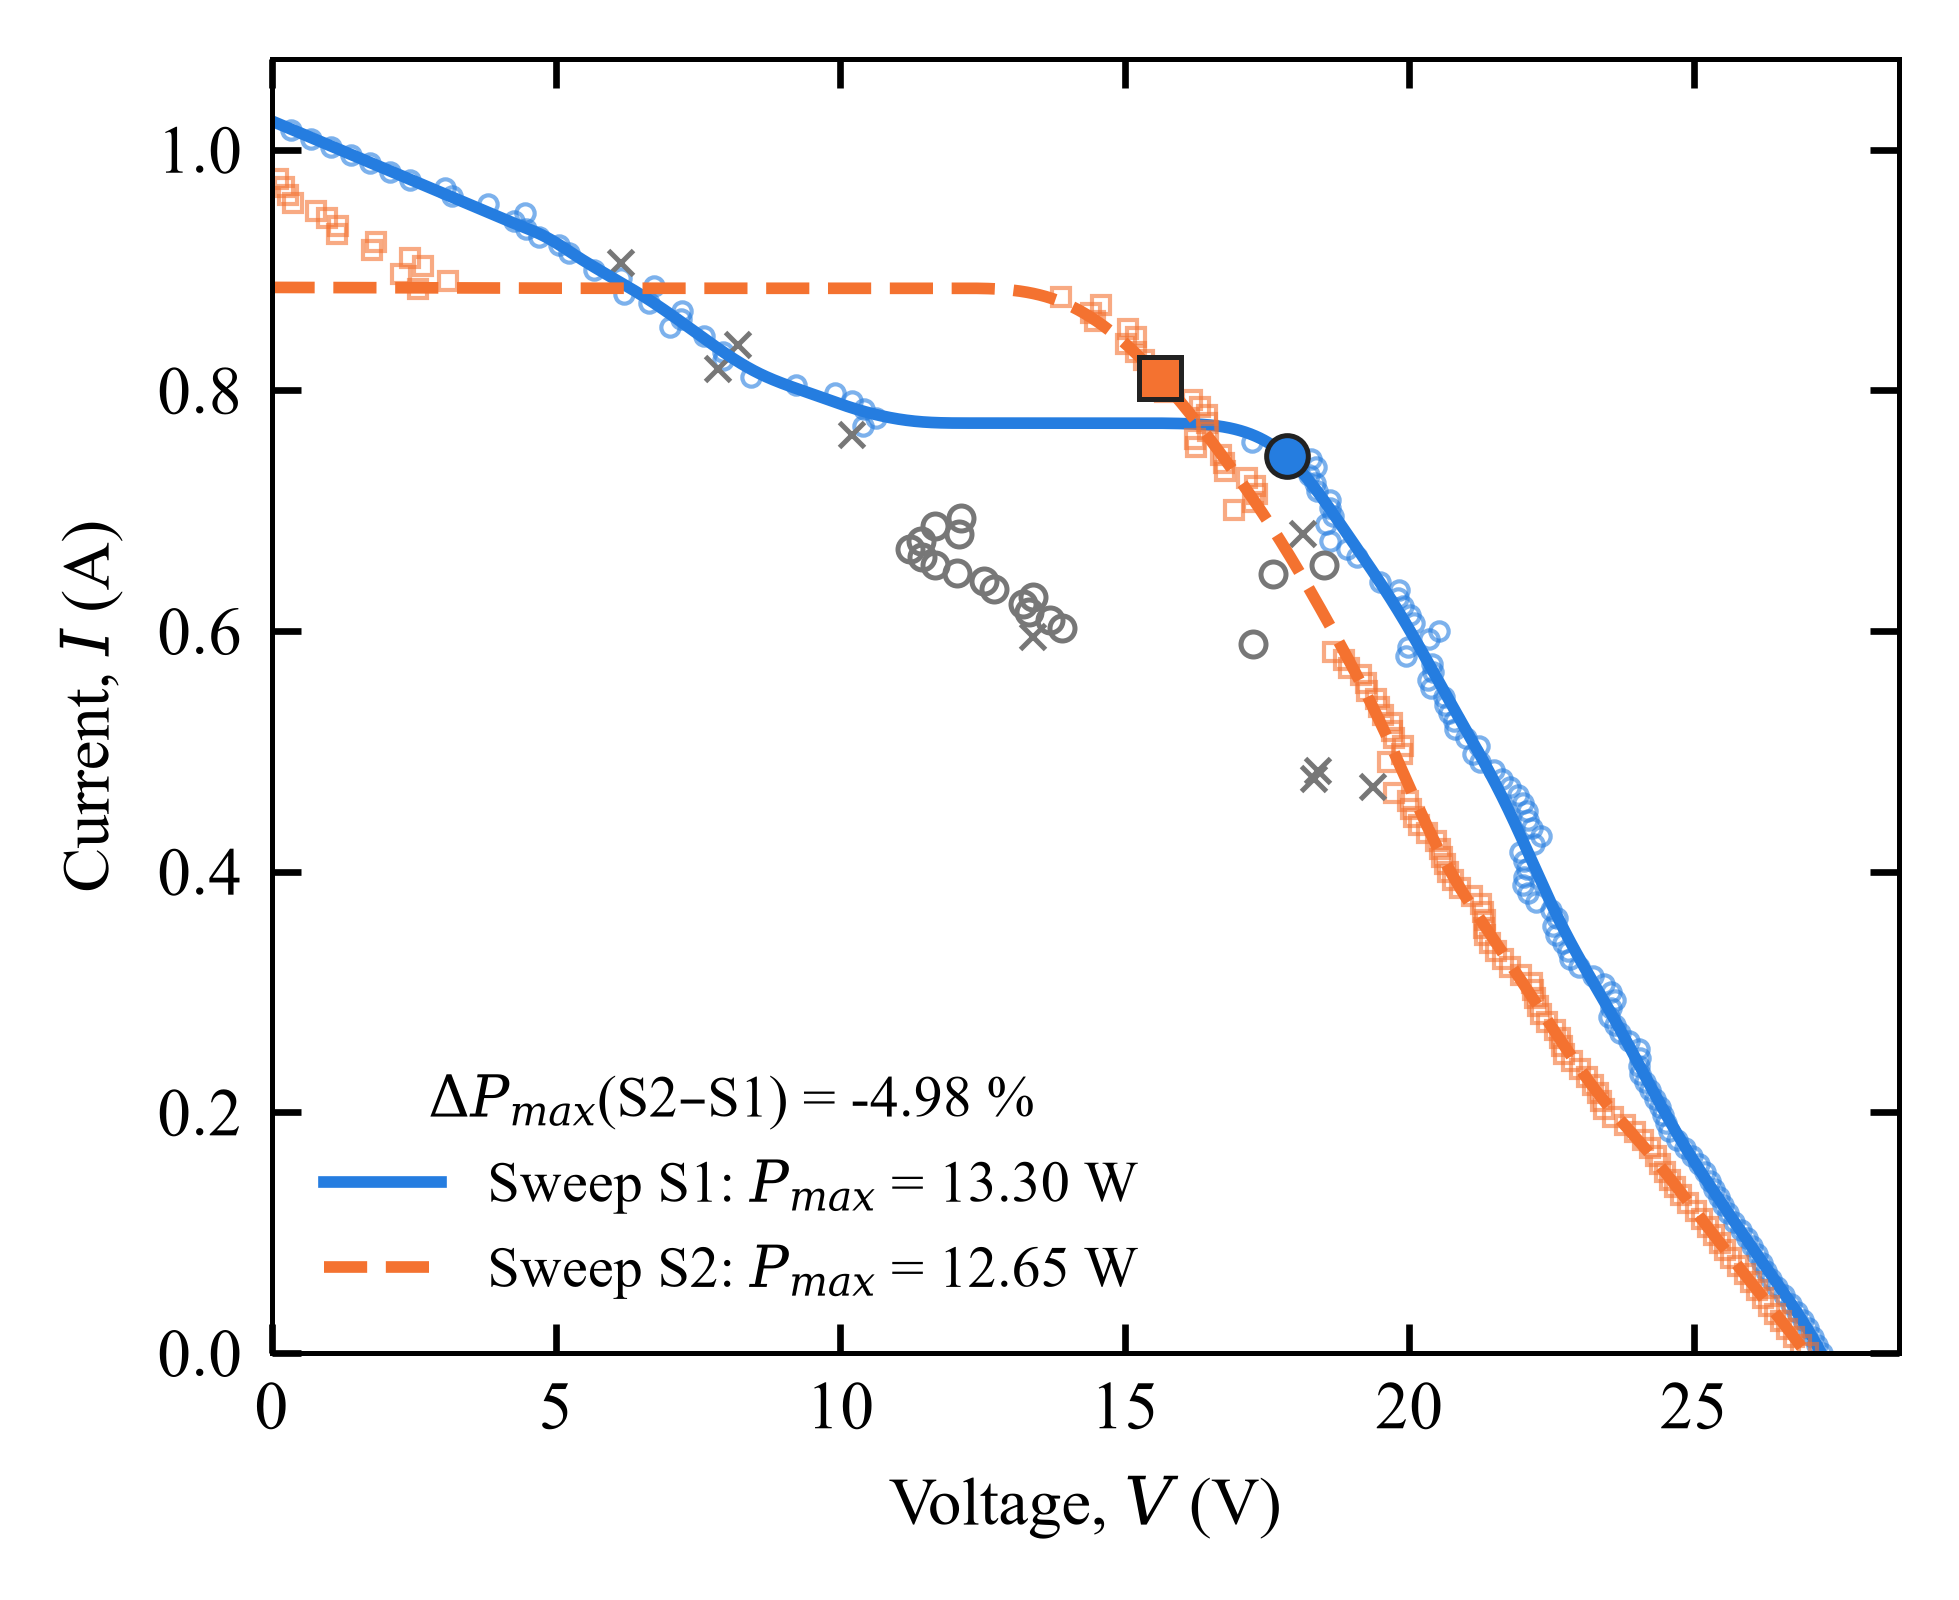 1.0
0.8
0.6
0.4
0.2
0.0
0 5 10 15 20 25
Current, I (A)
Voltage, V (V)
ΔPmax(S2−S1) = -4.98 %
Sweep S1: Pmax = 13.30 W
Sweep S2: Pmax = 12.65 W